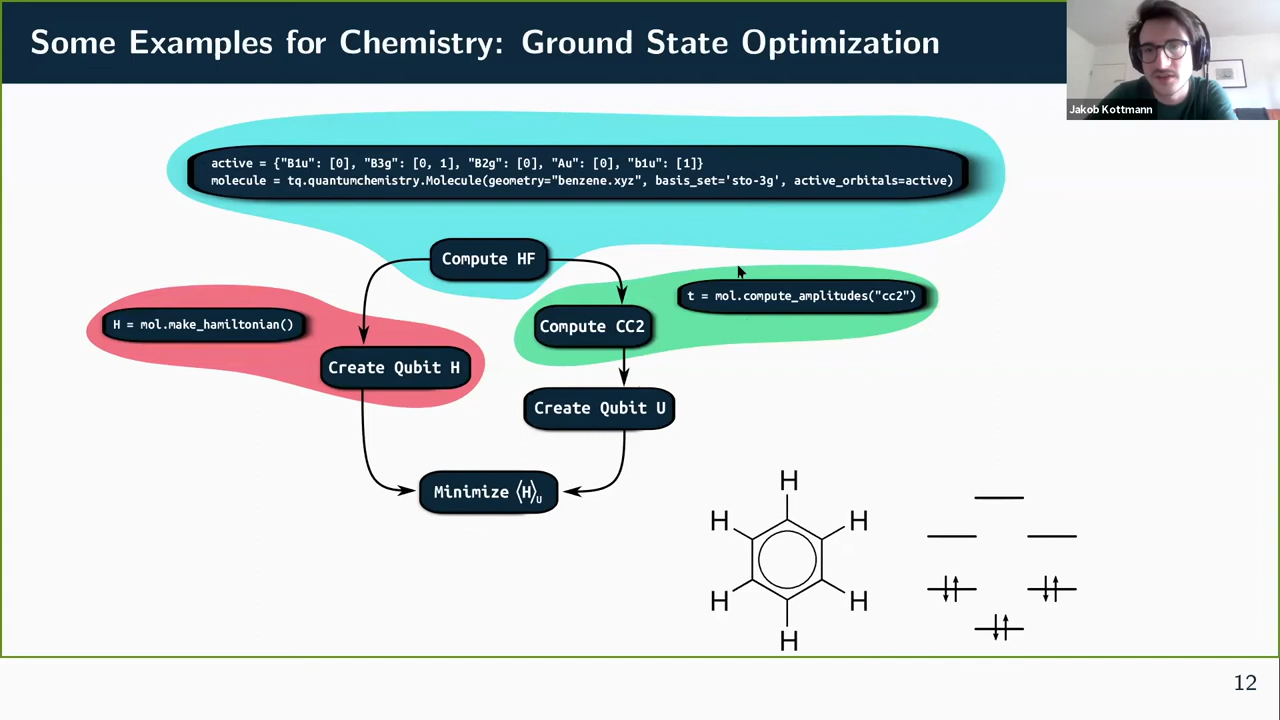 Some Examples for Chemistry: Ground State Optimization
Jakob Kottmann
active = {"B1u": [0], "B3g": [0, 1], "B2g": [0], "Au": [0], "b1u": [1]}
molecule = tq.quantumchemistry.Molecule(geometry="benzene.xyz", basis_set='sto-3g', active_orbitals=active)
Compute HF
t = mol.compute_amplitudes("cc2")
H = mol.make_hamiltonian()
Compute CC2
Create Qubit H
Create Qubit U
Minimize ⟨H⟩U
H
H H
H H
H
12